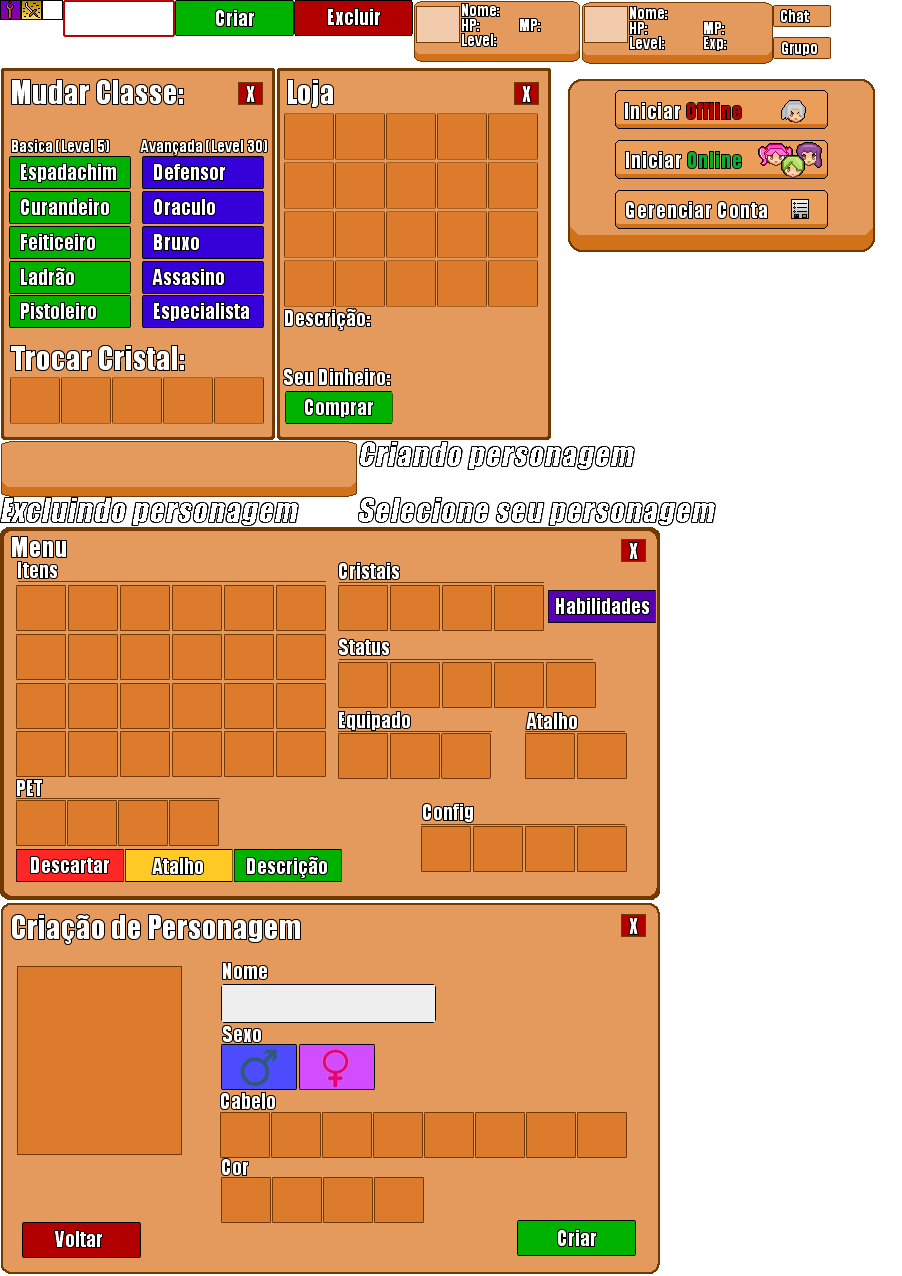 Criar
Excluir
Nome:
HP: MP:
Level:
Nome:
HP: MP:
Level: Exp:
Chat
Grupo
Mudar Classe:
X
Basica(Level 5) Avançada(Level 30)
Espadachim Defensor
Curandeiro Oraculo
Feiticeiro Bruxo
Ladrão Assasino
Pistoleiro Especialista
Trocar Cristal:
Loja
X
Descrição:
Seu Dinheiro:
Comprar
Iniciar Offline
Iniciar Online
Gerenciar Conta
Criando personagem
Excluindo personagem
Selecione seu personagem
Menu
X
Itens
Cristais
Habilidades
Status
Equipado
Atalho
PET
Config
Descartar Atalho Descrição
Criação de Personagem
X
Nome
Sexo
Cabelo
Cor
Voltar
Criar